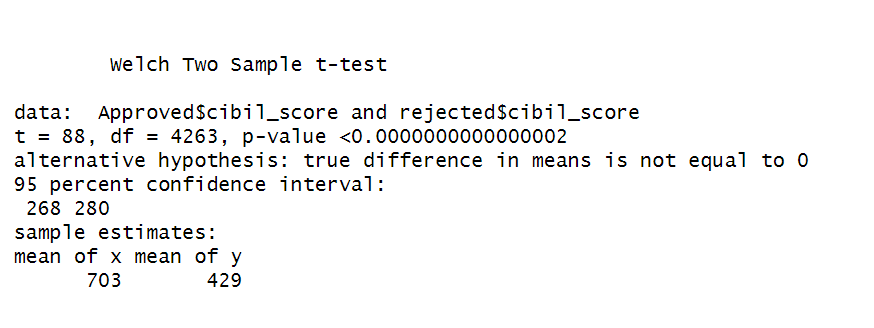 Welch Two Sample t-test
data:  Approved$cibil_score and rejected$cibil_score
t = 88, df = 4263, p-value <0.0000000000000002
alternative hypothesis: true difference in means is not equal to 0
95 percent confidence interval:
268 280
sample estimates:
mean of x mean of y
703       429